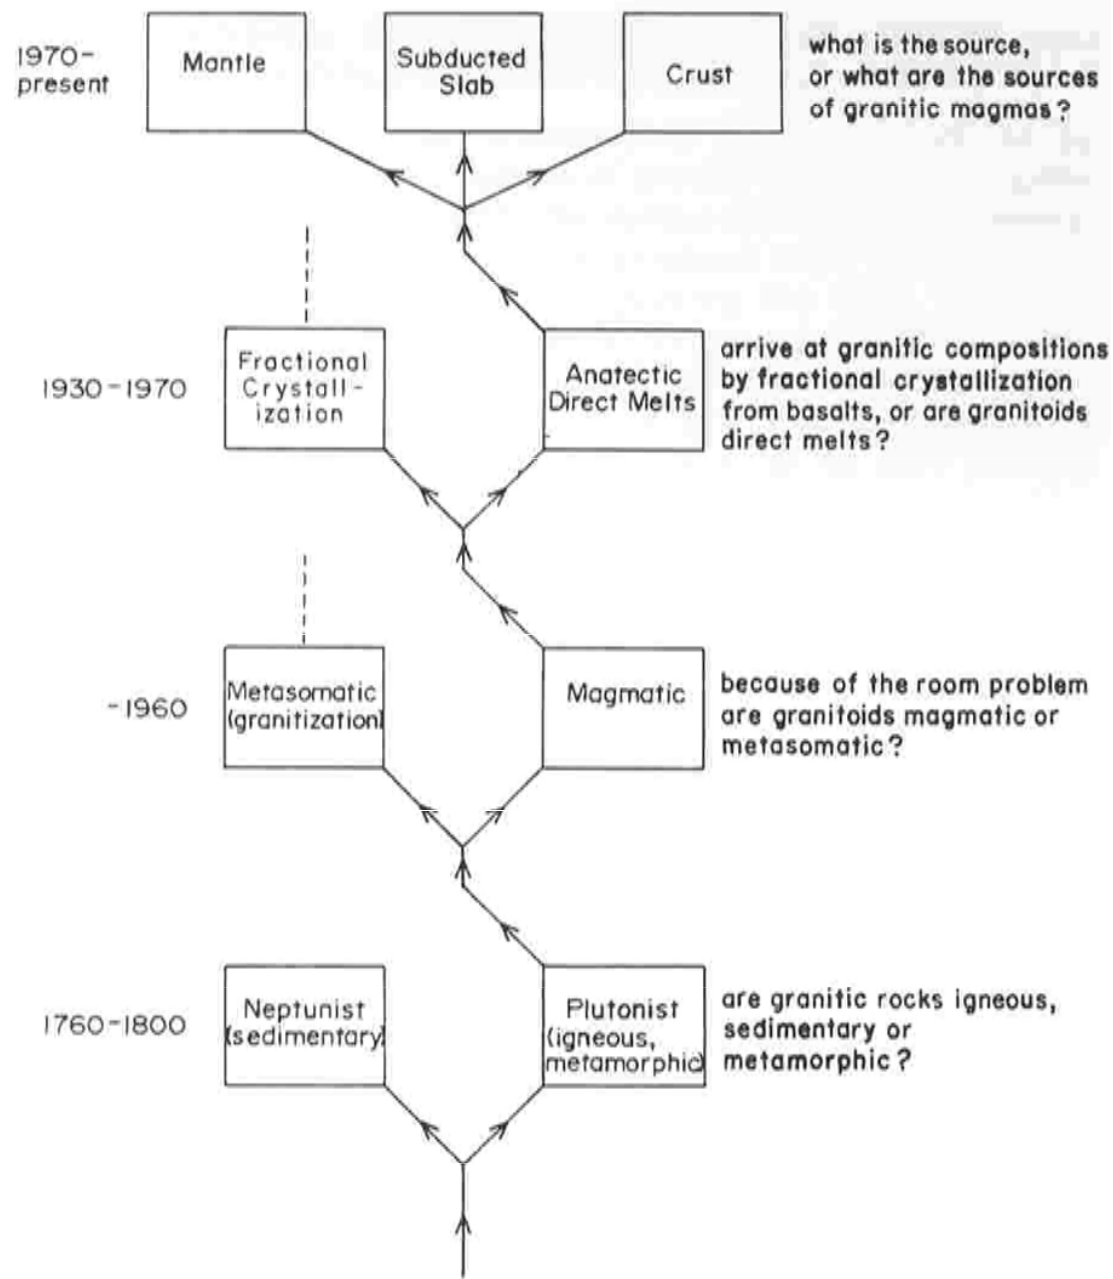 1970-
present
Mantle
Subducted
Slab
Crust
what is the source,
or what are the sources
of granitic magmas?
1930-1970
Fractional
Crystall-
ization
Anatectic
Direct Melts
arrive at granitic compositions
by fractional crystallization
from basalts, or are granitoids
direct melts?
-1960
Metasomatic
(granitization)
Magmatic
because of the room problem
are granitoids magmatic or
metasomatic?
1760-1800
Neptunist
(sedimentary)
Plutonist
(igneous,
metamorphic)
are granitic rocks igneous,
sedimentary or
metamorphic?